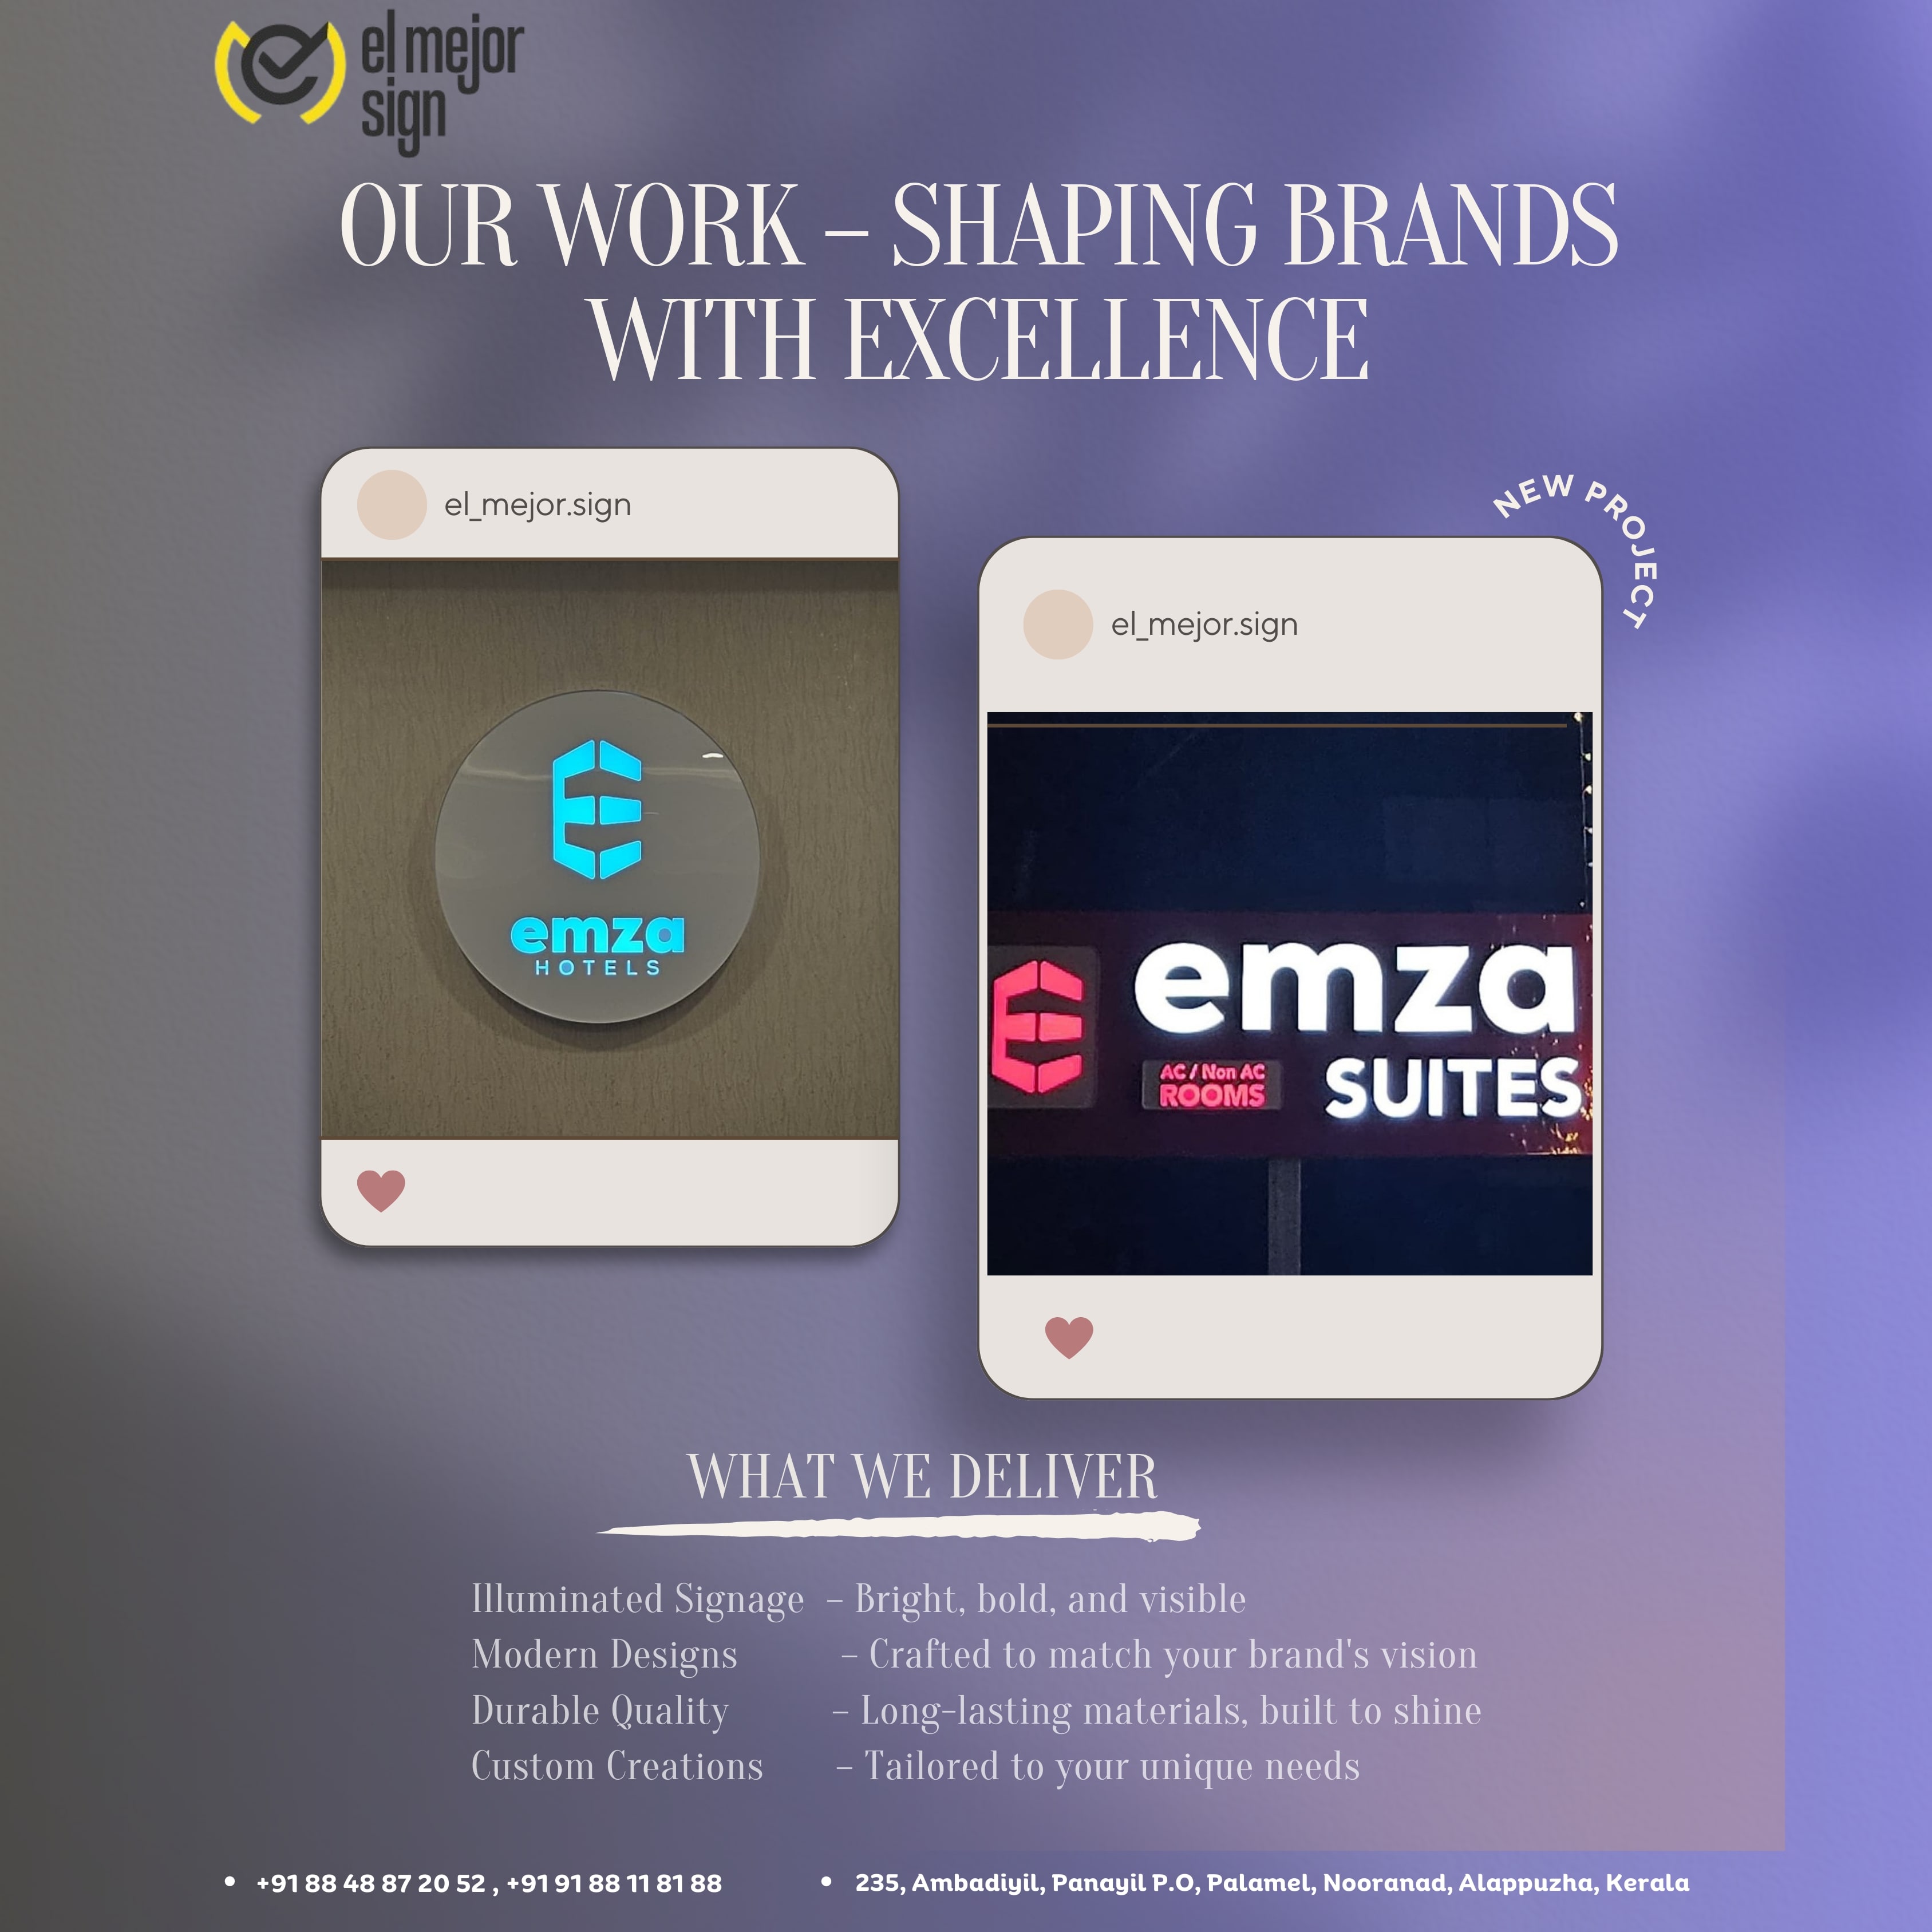 el mejor
sign
OUR WORK – SHAPING BRANDS
WITH EXCELLENCE
el_mejor.sign
emza
HOTELS
NEW PROJECT
el_mejor.sign
emza
AC / Non AC
ROOMS
SUITES
WHAT WE DELIVER
Illuminated Signage – Bright, bold, and visible
Modern Designs – Crafted to match your brand's vision
Durable Quality – Long-lasting materials, built to shine
Custom Creations – Tailored to your unique needs
• +91 88 48 87 20 52 , +91 91 88 11 81 88
• 235, Ambadiyil, Panayil P.O, Palamel, Nooranad, Alappuzha, Kerala